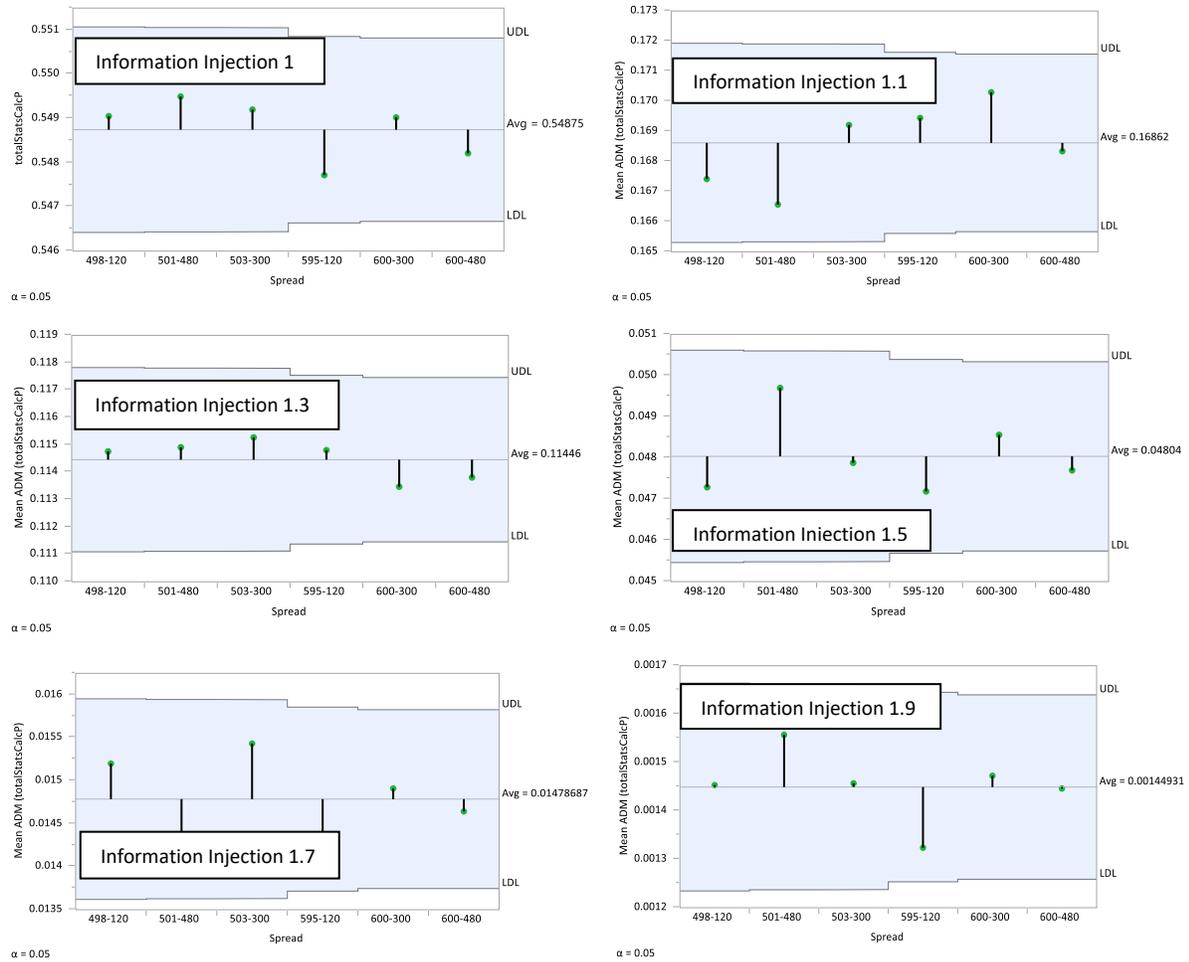 0.551
0.550
0.549
0.548
0.547
0.546
totalStatsCalcP
Information Injection 1
UDL
Avg = 0.54875
LDL
498-120 501-480 503-300 595-120 600-300 600-480
Spread
α = 0.05
0.173
0.172
0.171
0.170
0.169
0.168
0.167
0.166
0.165
Mean ADM (totalStatsCalcP)
Information Injection 1.1
UDL
Avg = 0.16862
LDL
498-120 501-480 503-300 595-120 600-300 600-480
Spread
α = 0.05
0.119
0.118
0.117
0.116
0.115
0.114
0.113
0.112
0.111
0.110
Mean ADM (totalStatsCalcP)
Information Injection 1.3
UDL
Avg = 0.11446
LDL
498-120 501-480 503-300 595-120 600-300 600-480
Spread
α = 0.05
0.051
0.050
0.049
0.048
0.047
0.046
0.045
Mean ADM (totalStatsCalcP)
Information Injection 1.5
UDL
Avg = 0.04804
LDL
498-120 501-480 503-300 595-120 600-300 600-480
Spread
α = 0.05
0.016
0.0155
0.015
0.0145
0.014
0.0135
Mean ADM (totalStatsCalcP)
Information Injection 1.7
UDL
Avg = 0.01478687
LDL
498-120 501-480 503-300 595-120 600-300 600-480
Spread
α = 0.05
0.0017
0.0016
0.0015
0.0014
0.0013
0.0012
Mean ADM (totalStatsCalcP)
Information Injection 1.9
UDL
Avg = 0.00144931
LDL
498-120 501-480 503-300 595-120 600-300 600-480
Spread
α = 0.05